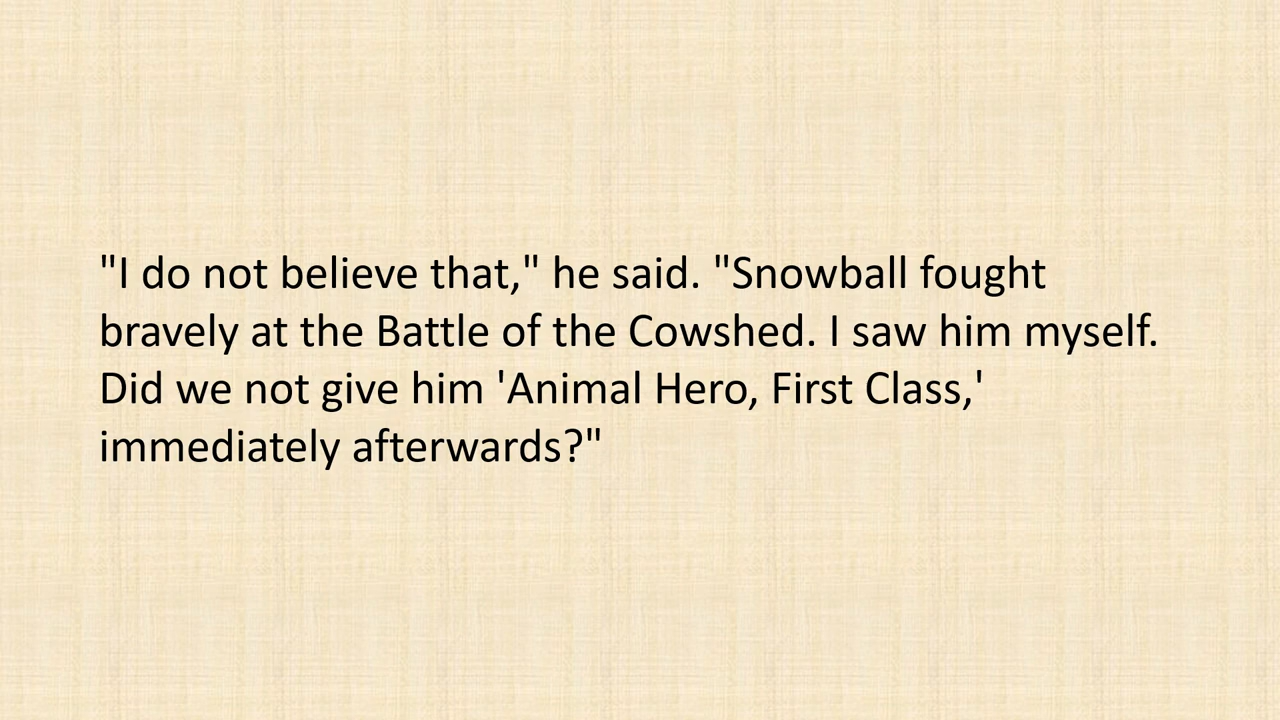 "I do not believe that," he said. "Snowball fought
bravely at the Battle of the Cowshed. I saw him myself.
Did we not give him 'Animal Hero, First Class,'
immediately afterwards?"